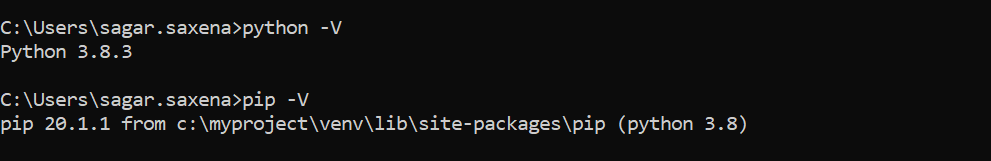 C:\Users\sagar.saxena>python -V
Python 3.8.3
C:\Users\sagar.saxena>pip -V
pip 20.1.1 from c:\myproject\venv\lib\site-packages\pip (python 3.8)